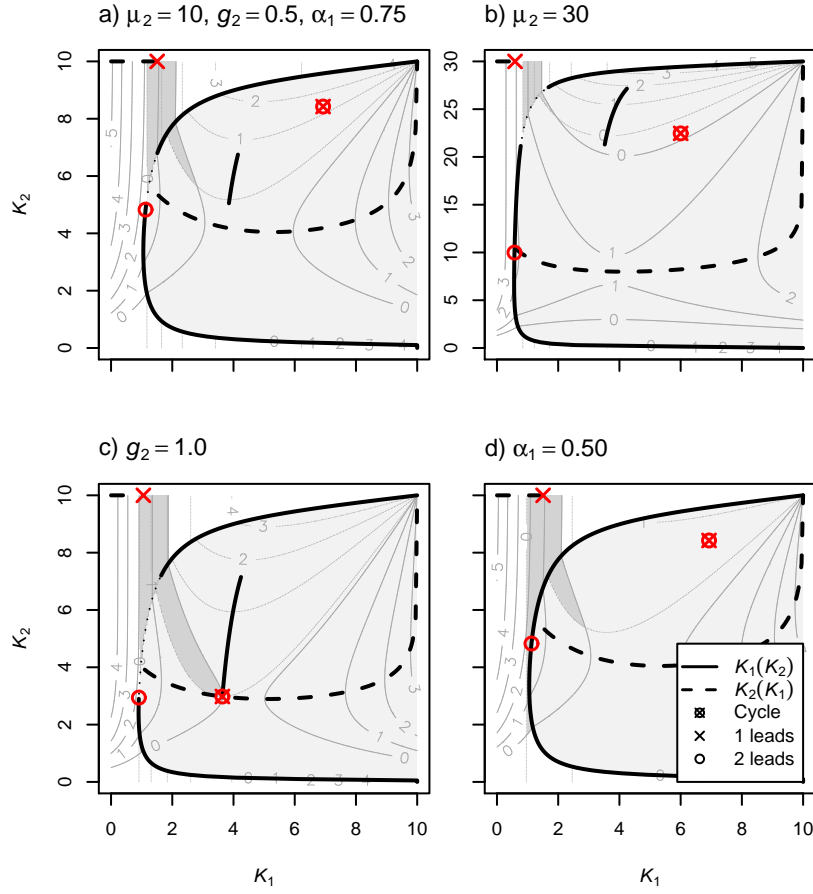 a) μ₂ = 10, g₂ = 0.5, α₁ = 0.75
b) μ₂ = 30
K₂
10
8
6
4
2
0
30
25
20
15
10
5
0
c) g₂ = 1.0
d) α₁ = 0.50
K₂
10
8
6
4
2
0
K₁(K₂)
K₂(K₁)
Cycle
1 leads
2 leads
0 2 4 6 8 10
0 2 4 6 8 10
K₁
K₁